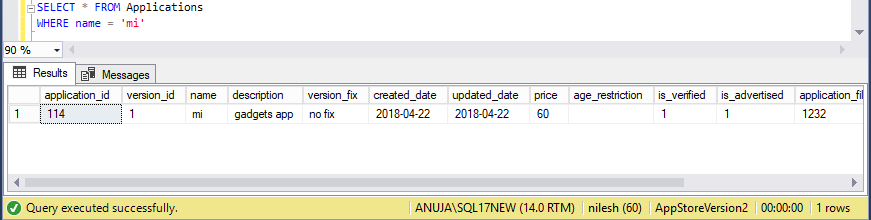 SELECT * FROM Applications
WHERE name = 'mi'
90 %
Results Messages
application_id version_id name description version_fix created_date updated_date price age_restriction is_verified is_advertised application_fil
1 114 1 mi gadgets app no fix 2018-04-22 2018-04-22 60 1 1 1232
Query executed successfully. ANUJA\SQL17NEW (14.0 RTM) nilesh (60) AppStoreVersion2 00:00:00 1 rows